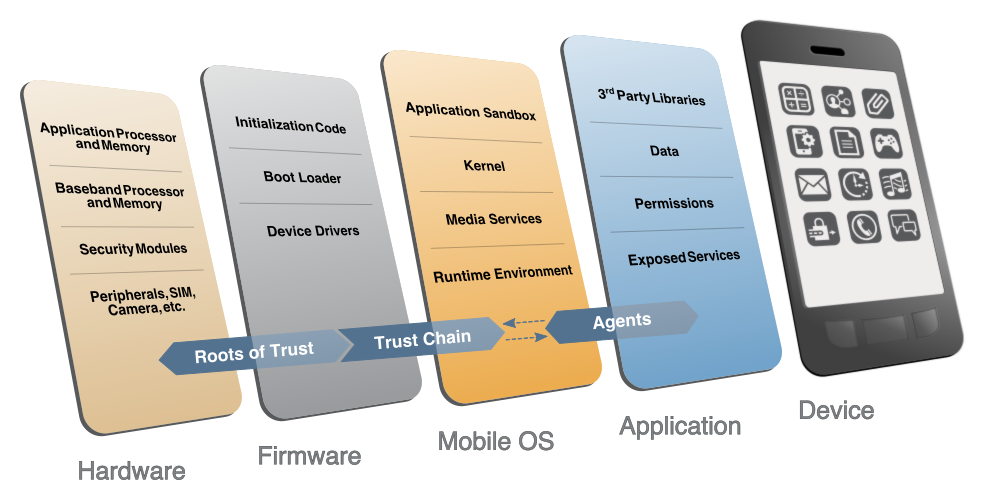 Application Processor
and Memory
Baseband Processor
and Memory
Security Modules
Peripherals, SIM,
Camera, etc.
Initialization Code
Boot Loader
Device Drivers
Application Sandbox
Kernel
Media Services
Runtime Environment
3rd Party Libraries
Data
Permissions
Exposed Services
Roots of Trust
Trust Chain
Agents
Hardware
Firmware
Mobile OS
Application
Device